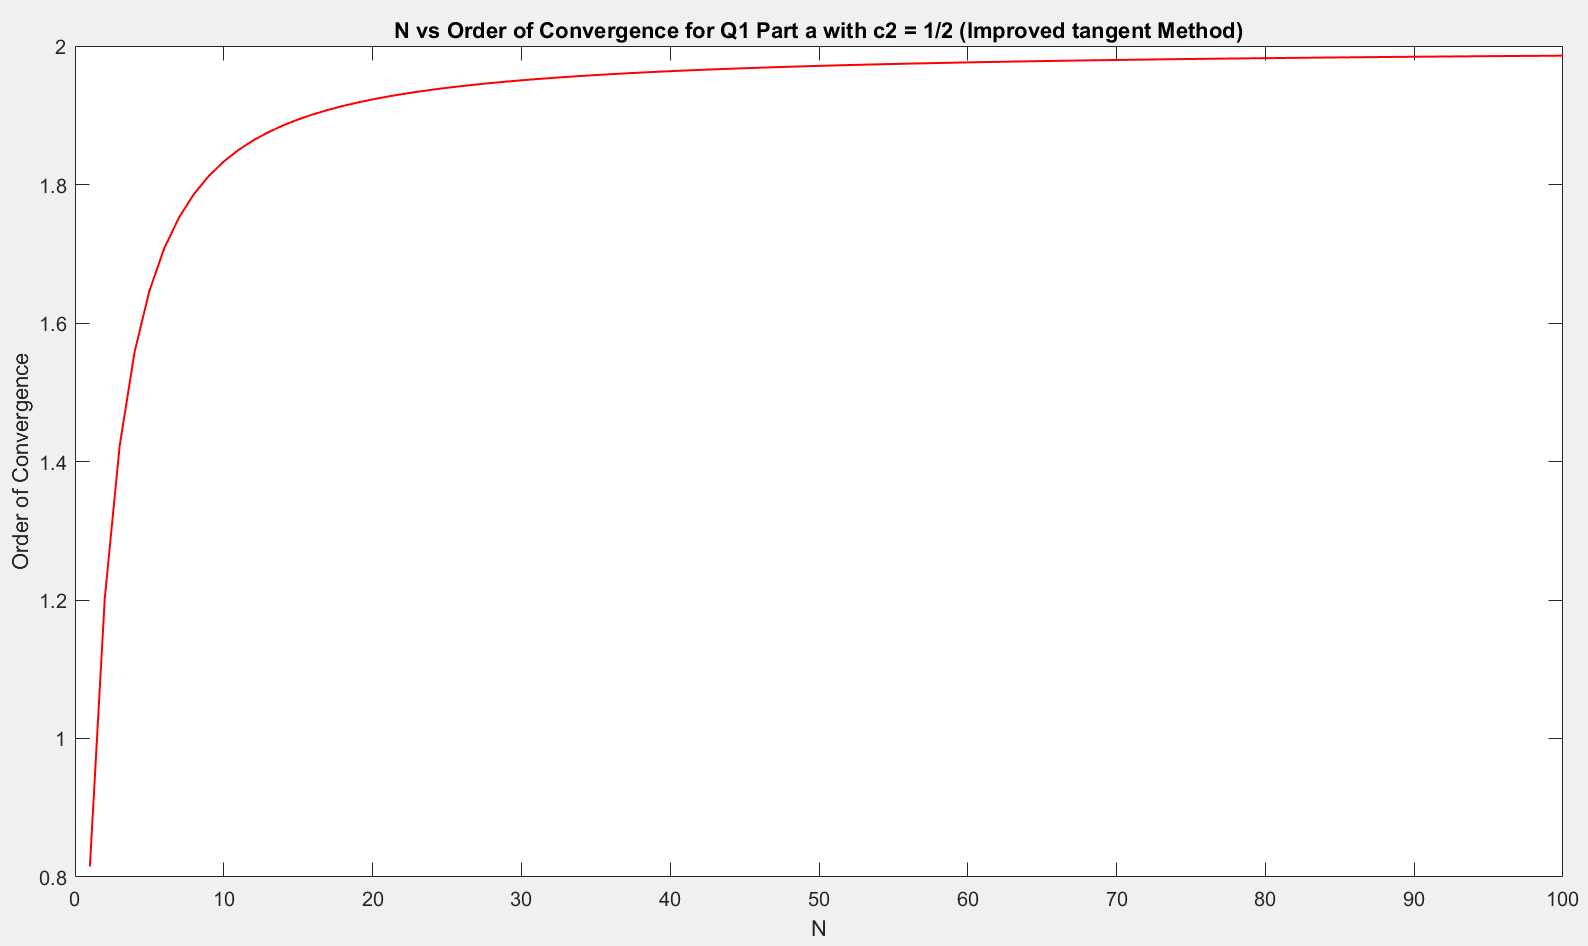 N vs Order of Convergence for Q1 Part a with c2 = 1/2 (Improved tangent Method)
2
1.8
1.6
1.4
1.2
1
0.8
Order of Convergence
0 10 20 30 40 50 60 70 80 90 100
N